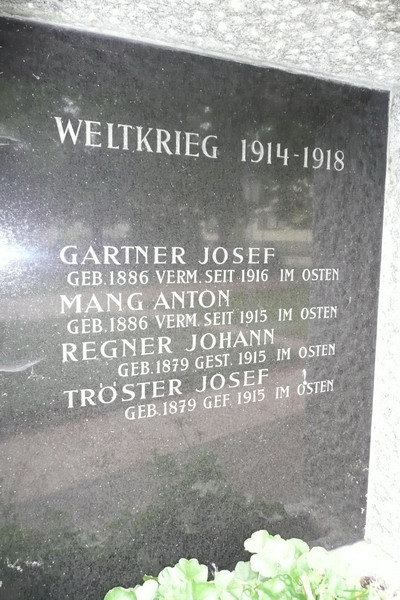 WELTKRIEG 1914-1918
GARTNER JOSEF
GEB.1886 VERM. SEIT 1916 IM OSTEN
MANG ANTON
GEB.1886 VERM. SEIT 1915 IM OSTEN
REGNER JOHANN
GEB.1879 GEST. 1915 IM OSTEN
TRÖSTER JOSEF
GEB.1879 GEF. 1915 IM OSTEN